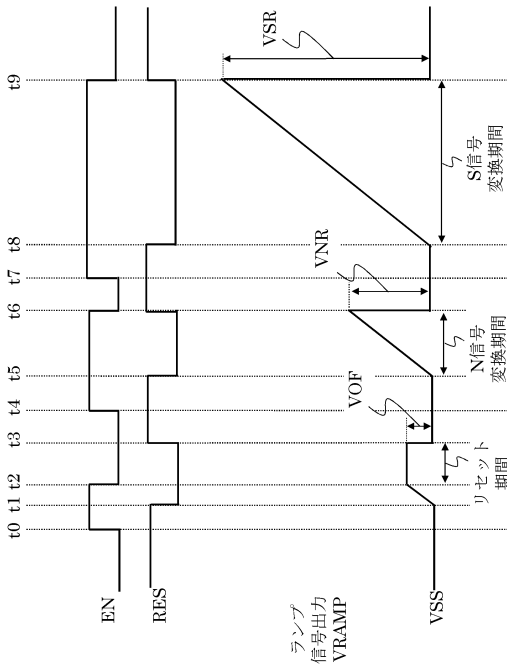 t0 t1 t2 t3 t4 t5 t6 t7 t8 t9
EN
RES
ランプ
信号出力
VRAMP
VSS
VOF
VNR
VSR
リセット
期間
N信号
変換期間
S信号
変換期間